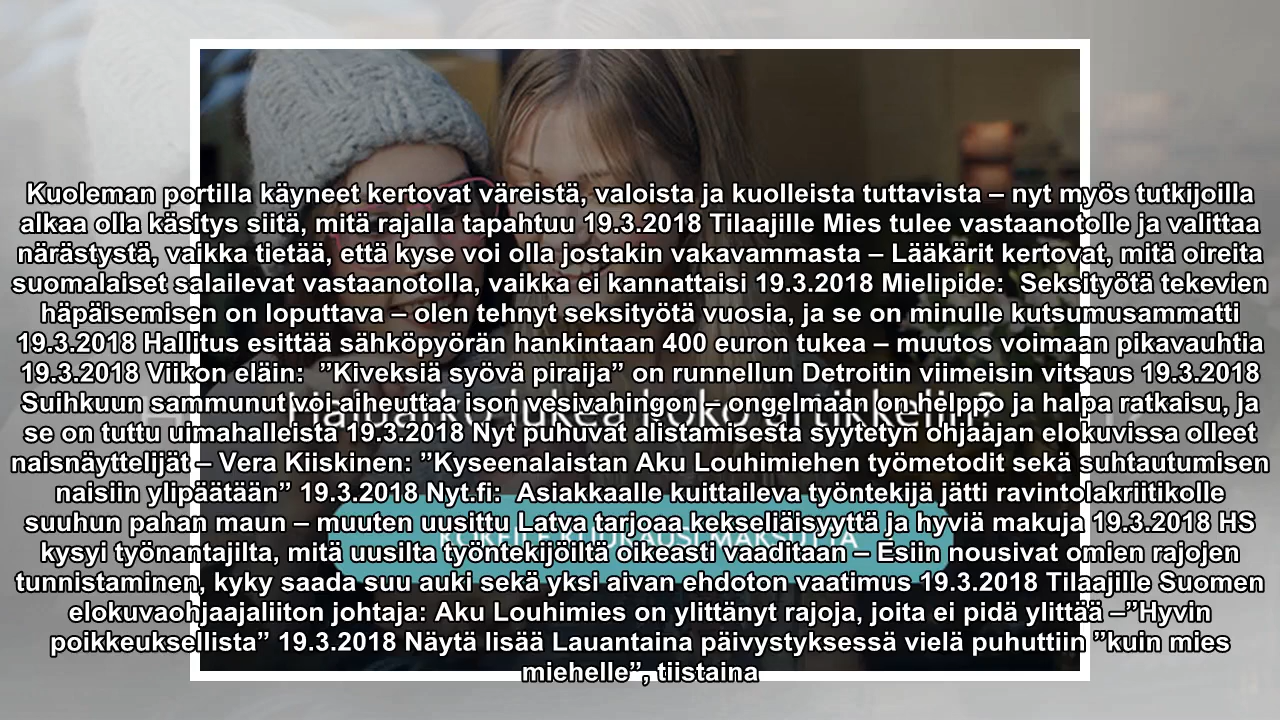 Kuoleman portilla käyneet kertovat väreistä, valoista ja kuolleista tuttavista – nyt myös tutkijoilla
alkaa olla käsitys siitä, mitä rajalla tapahtuu 19.3.2018 Tilaajille Mies tulee vastaanotolle ja valittaa
närästystä, vaikka tietää, että kyse voi olla jostakin vakavammasta – Lääkärit kertovat, mitä oireita
suomalaiset salailevat vastaanotolla, vaikka ei kannattaisi 19.3.2018 Mielipide: Seksityötä tekevien
häpäisemisen on loputtava – olen tehnyt seksityötä vuosia, ja se on minulle kutsumusammatti
19.3.2018 Hallitus esittää sähköpyörän hankintaan 400 euron tukea – muutos voimaan pikavauhtia
19.3.2018 Viikon eläin: ”Kiveksiä syövä piraija” on runnellun Detroitin viimeisin vitsaus 19.3.2018
Suihkuun sammunut voi aiheuttaa ison vesivahingon – ongelmaan on helppo ja halpa ratkaisu, ja
Haluatko lukea koko artikkelin?
se on tuttu uimahalleista 19.3.2018 Nyt puhuvat alistamisesta syytetyn ohjaajan elokuvissa olleet
naisnäyttelijät – Vera Kiiskinen: ”Kyseenalaistan Aku Louhimiehen työmetodit sekä suhtautumisen
naisiin ylipäätään” 19.3.2018 Nyt.fi: Asiakkaalle kuittaileva työntekijä jätti ravintolakriitikolle
suuhun pahan maun – muuten uusittu Latva tarjoaa kekseliäisyyttä ja hyviä makuja 19.3.2018 HS
KOKEILE KUUKAUSI MAKSUTTA
kysyi työnantajilta, mitä uusilta työntekijöiltä oikeasti vaaditaan – Esiin nousivat omien rajojen
tunnistaminen, kyky saada suu auki sekä yksi aivan ehdoton vaatimus 19.3.2018 Tilaajille Suomen
elokuvaohjaajaliiton johtaja: Aku Louhimies on ylittänyt rajoja, joita ei pidä ylittää –”Hyvin
poikkeuksellista” 19.3.2018 Näytä lisää Lauantaina päivystyksessä vielä puhuttiin ”kuin mies
miehelle”, tiistaina